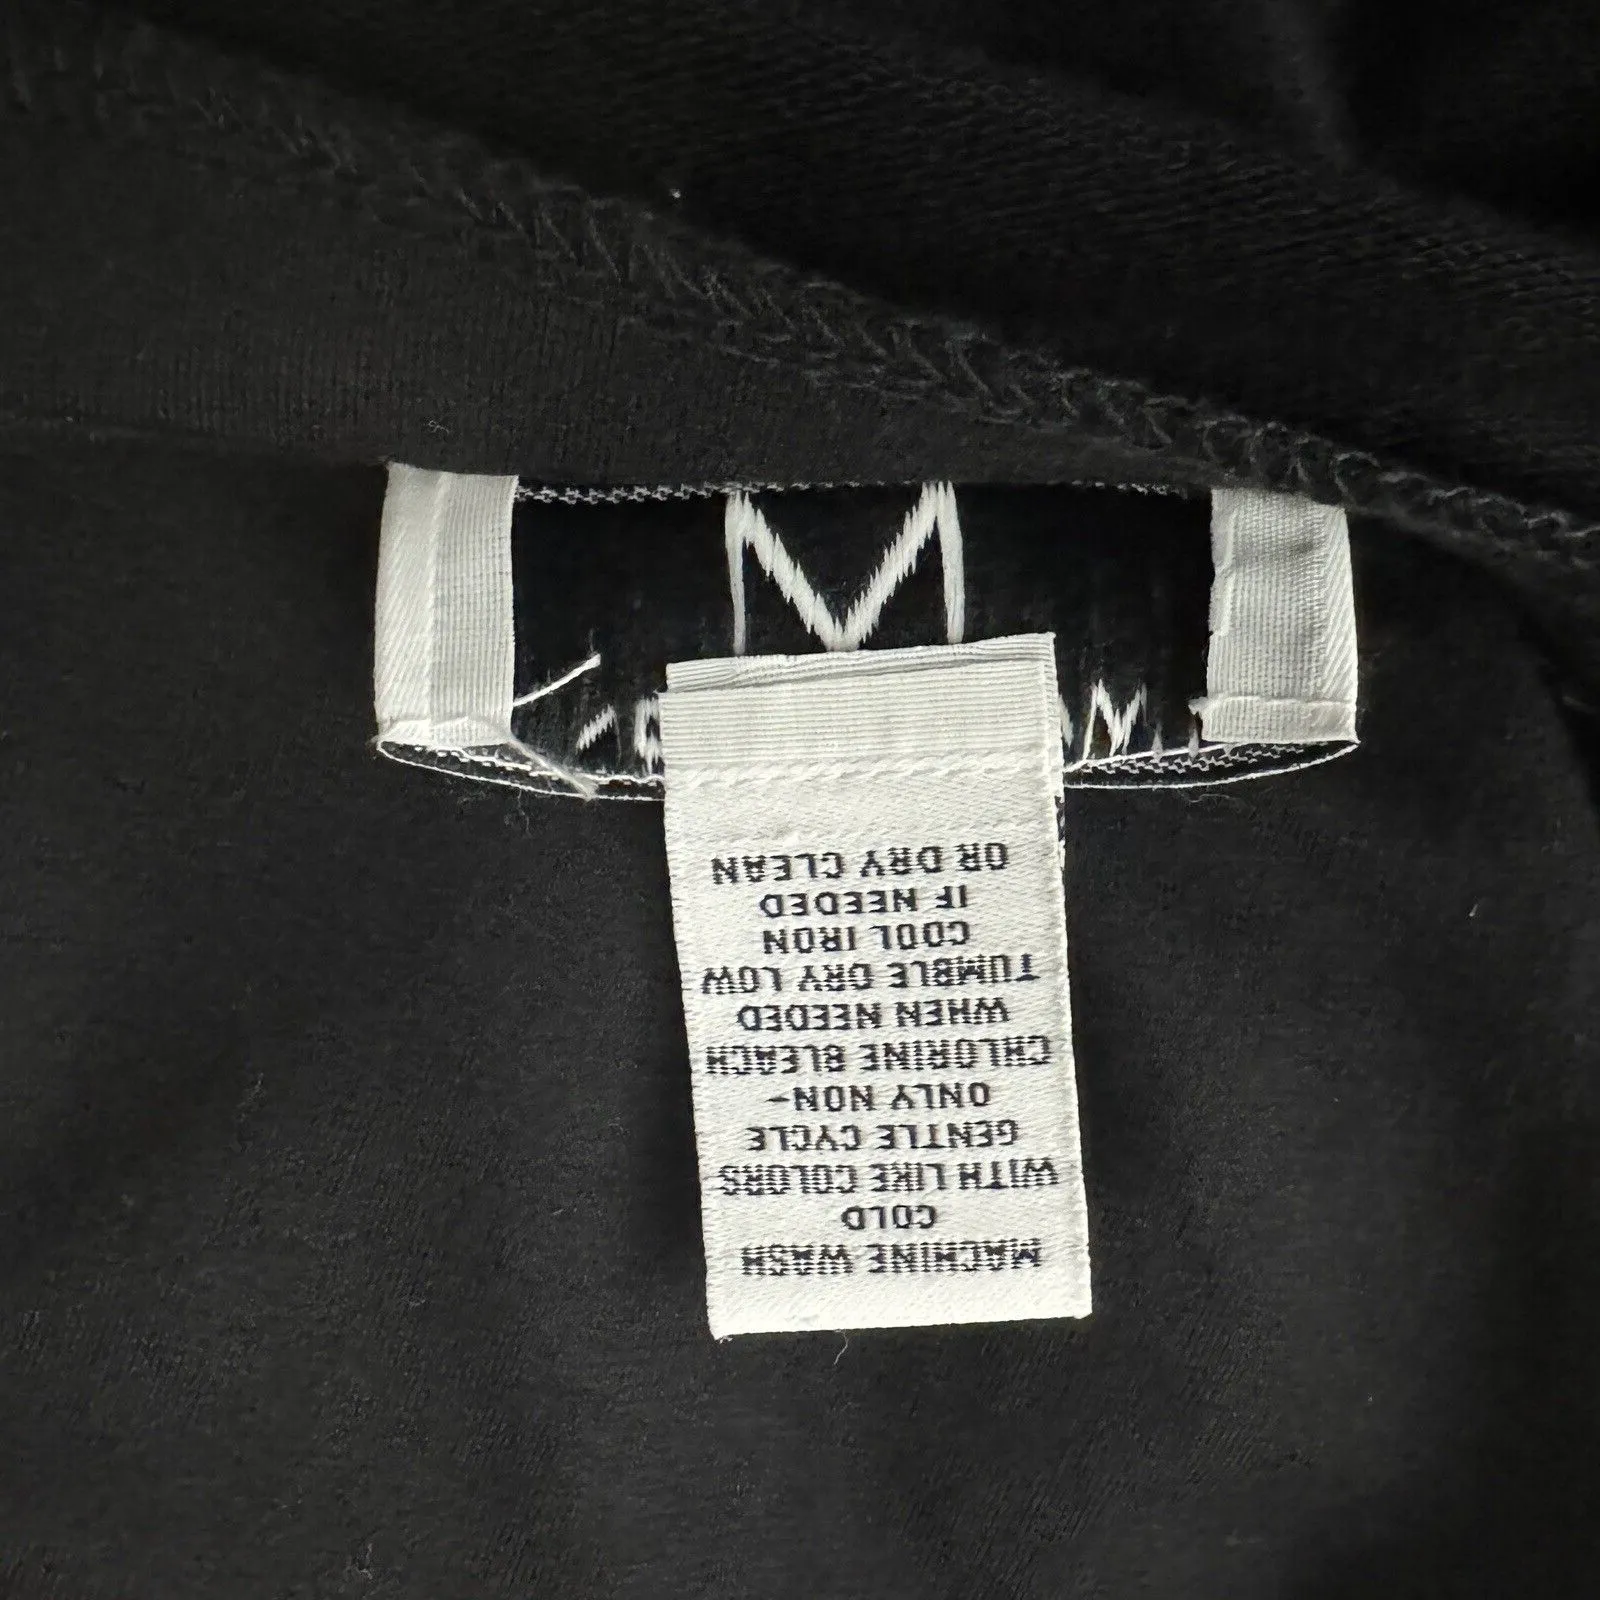 M
MACHINE WASH
COLD
WITH LIKE COLORS
GENTLE CYCLE
ONLY NON-
CHLORINE BLEACH
WHEN NEEDED
TUMBLE DRY LOW
COOL IRON
IF NEEDED
OR DRY CLEAN